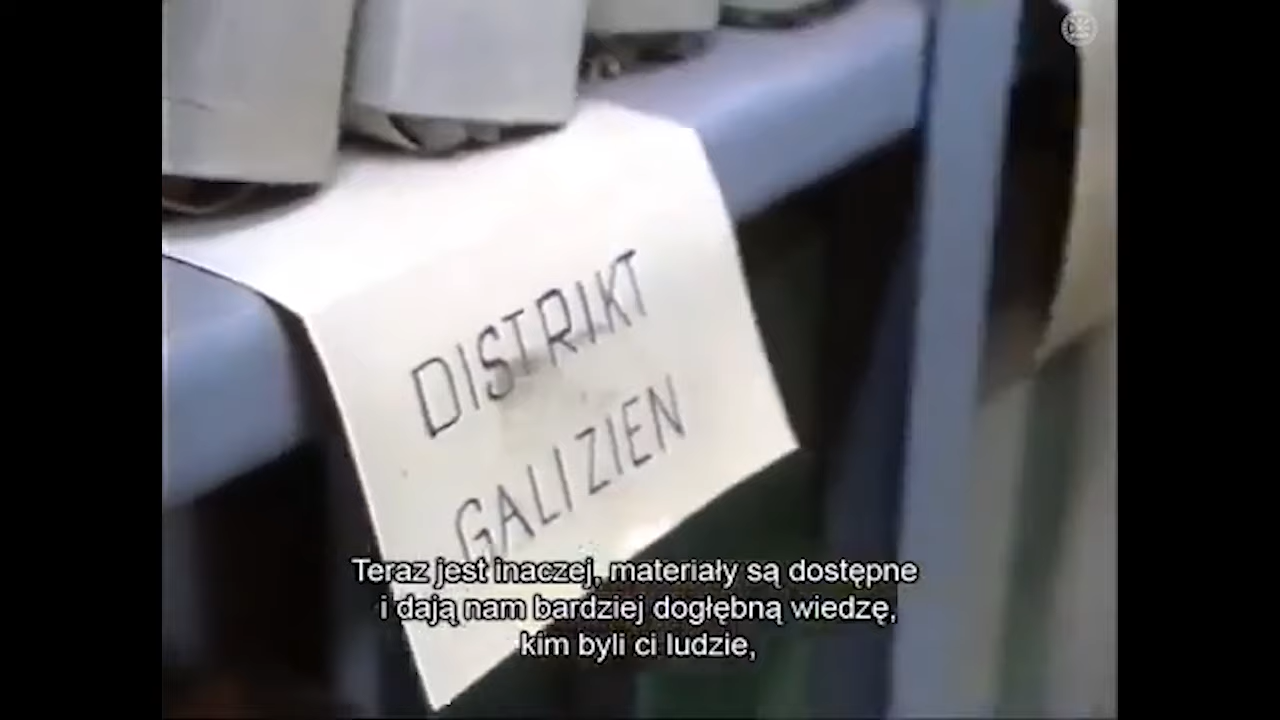 DISTRIKT
GALIZIEN
Teraz jest inaczej, materiały są dostępne
i dają nam bardziej dogłębną wiedzę,
kim byli ci ludzie,